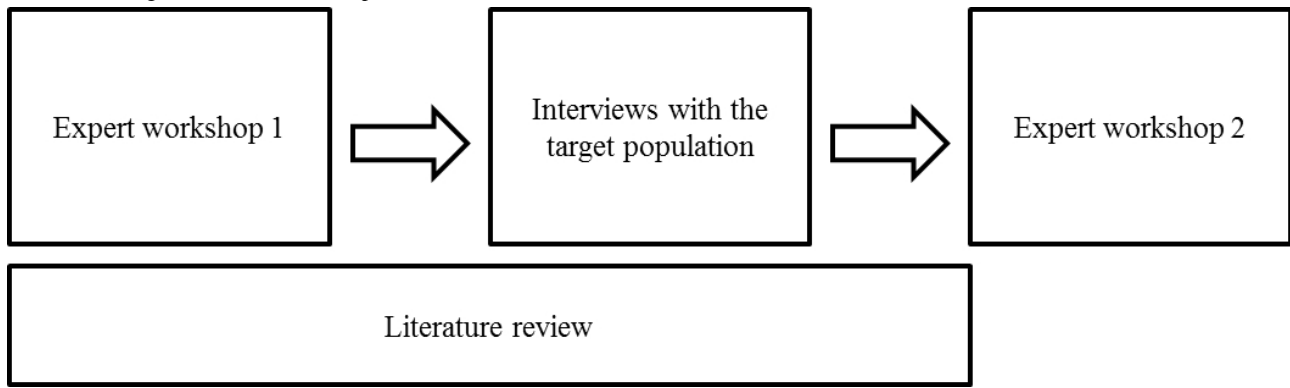 Expert workshop 1
Interviews with the
target population
Expert workshop 2
Literature review